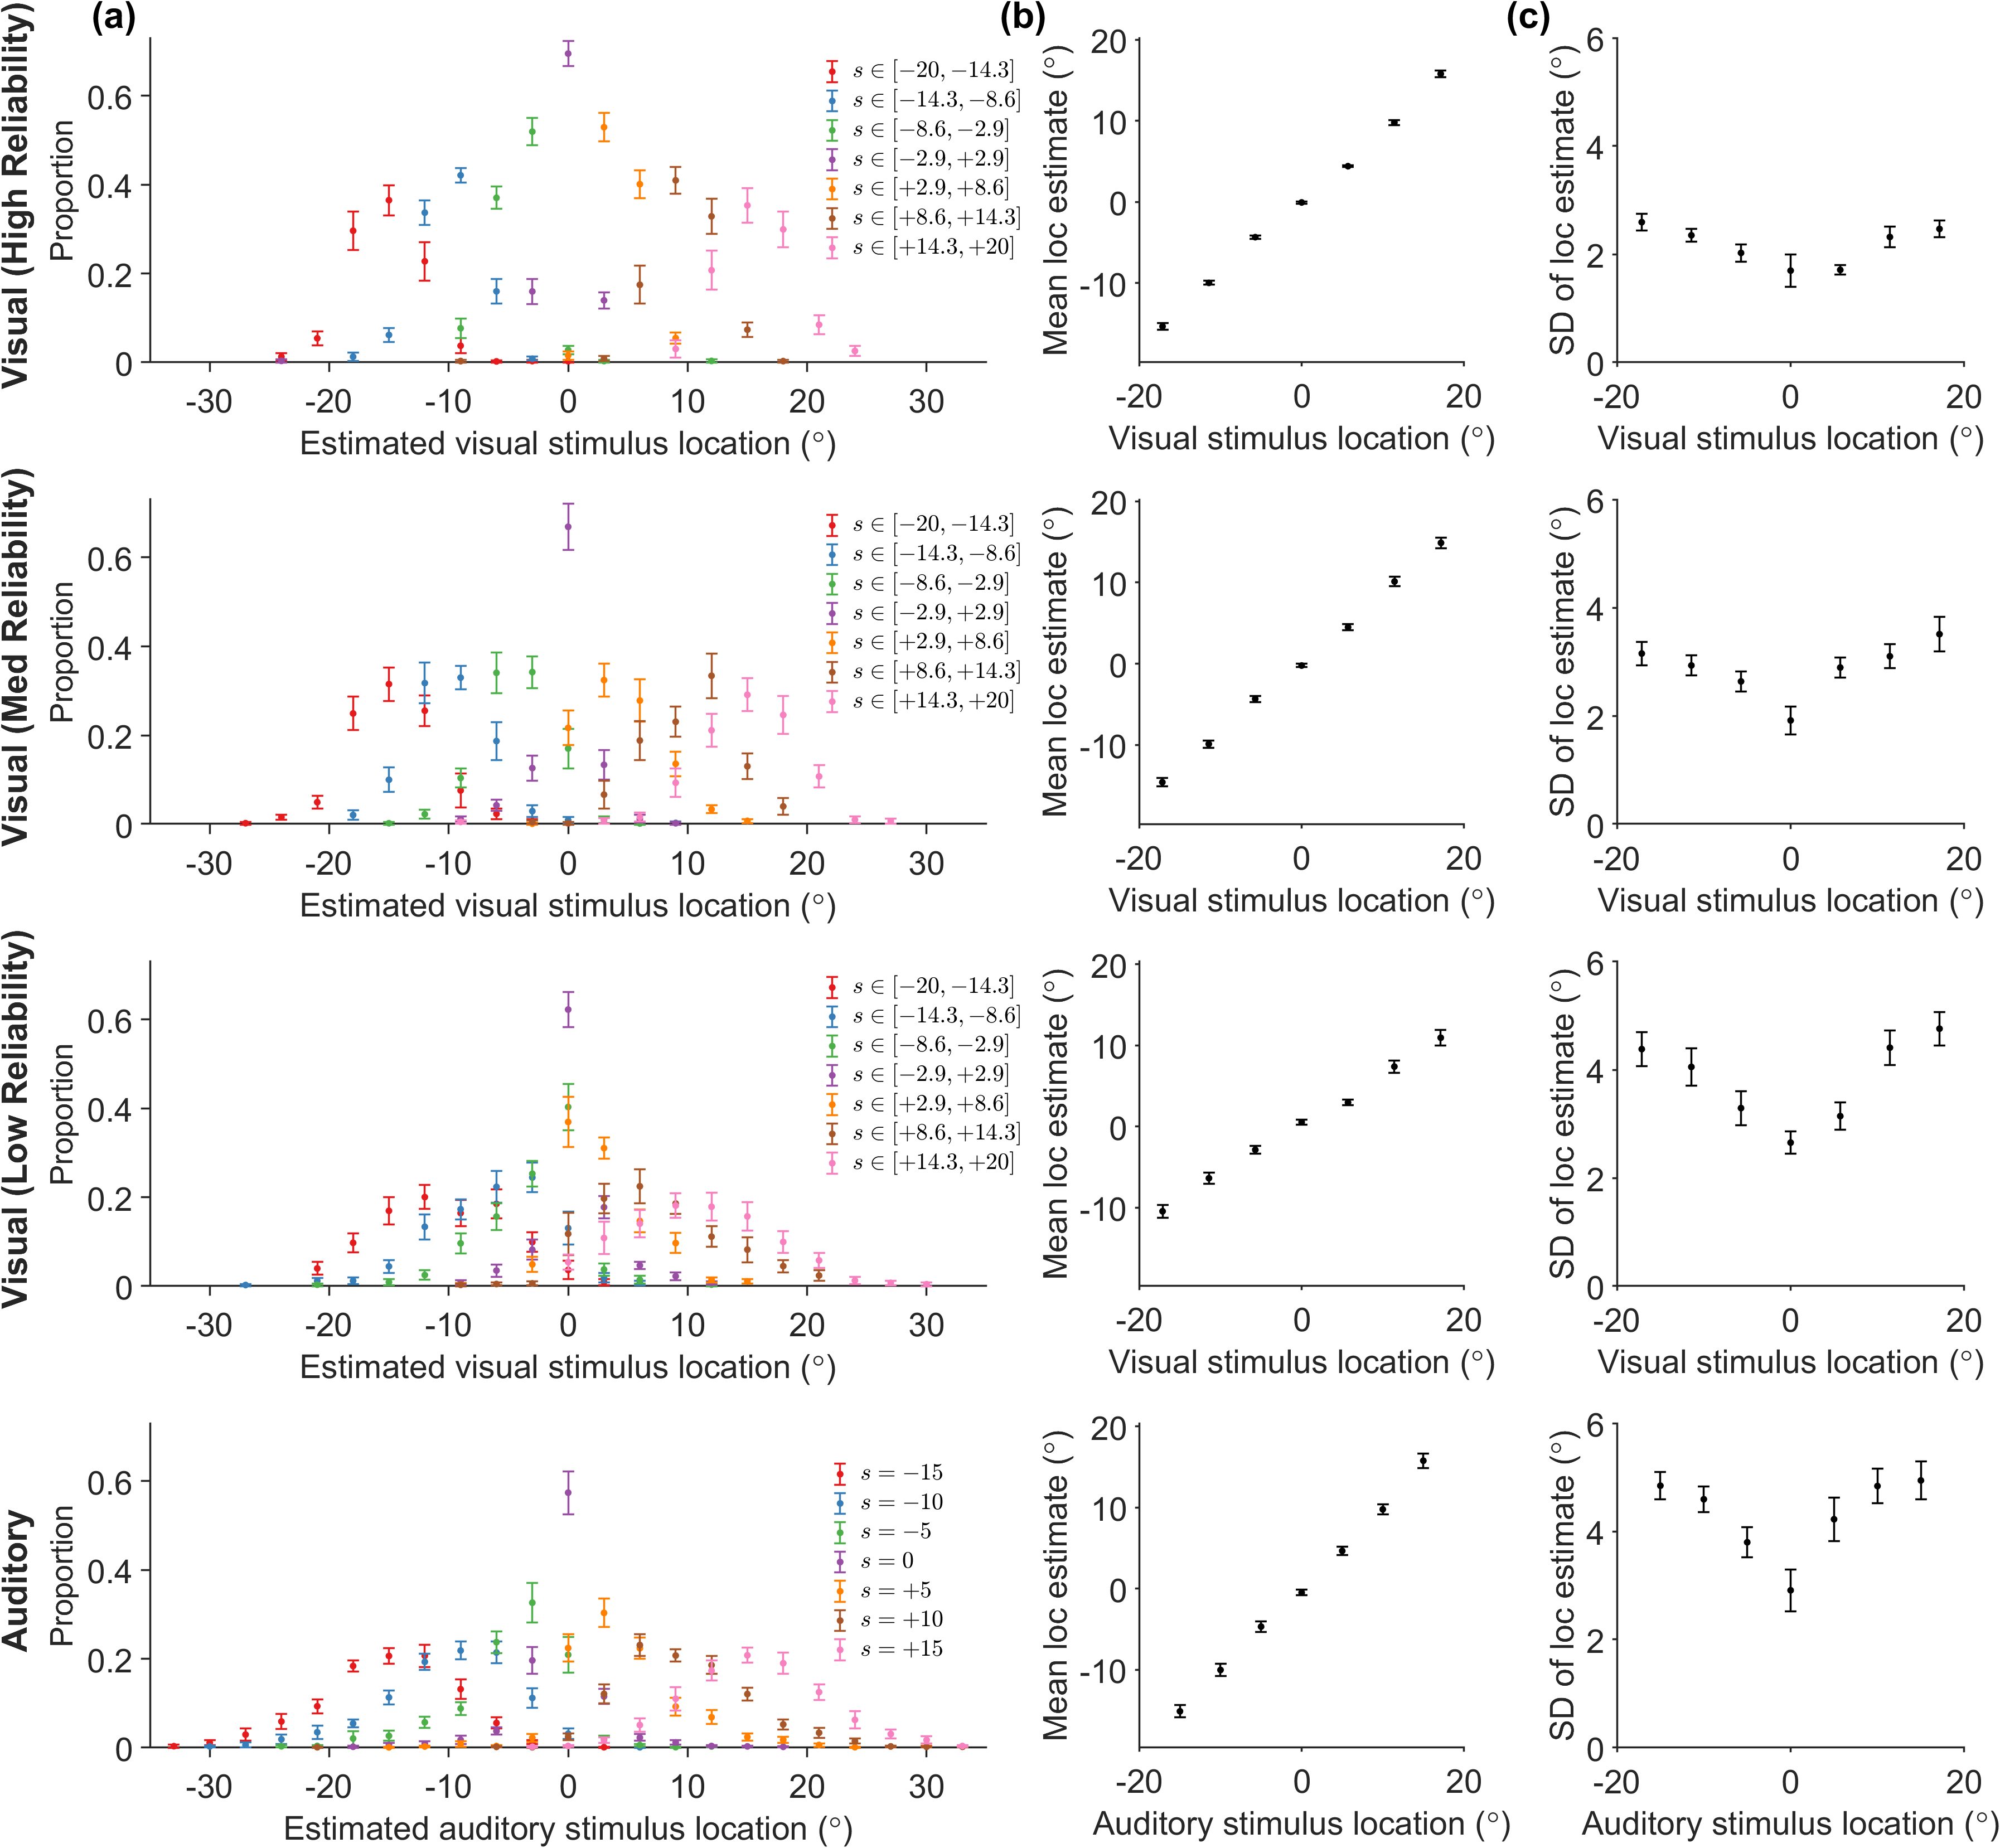 (a)
(b)
(c)
Visual (High Reliability)
Proportion
0.6
0.4
0.2
0
-30 -20 -10 0 10 20 30
Estimated visual stimulus location (°)
s ∈ [−20, −14.3]
s ∈ [−14.3, −8.6]
s ∈ [−8.6, −2.9]
s ∈ [−2.9, +2.9]
s ∈ [+2.9, +8.6]
s ∈ [+8.6, +14.3]
s ∈ [+14.3, +20]
Mean loc estimate (°)
20
10
0
-10
-20 0 20
Visual stimulus location (°)
SD of loc estimate (°)
6
4
2
0
-20 0 20
Visual stimulus location (°)
Visual (Med Reliability)
Proportion
0.6
0.4
0.2
0
-30 -20 -10 0 10 20 30
Estimated visual stimulus location (°)
s ∈ [−20, −14.3]
s ∈ [−14.3, −8.6]
s ∈ [−8.6, −2.9]
s ∈ [−2.9, +2.9]
s ∈ [+2.9, +8.6]
s ∈ [+8.6, +14.3]
s ∈ [+14.3, +20]
Mean loc estimate (°)
20
10
0
-10
-20 0 20
Visual stimulus location (°)
SD of loc estimate (°)
6
4
2
0
-20 0 20
Visual stimulus location (°)
Visual (Low Reliability)
Proportion
0.6
0.4
0.2
0
-30 -20 -10 0 10 20 30
Estimated visual stimulus location (°)
s ∈ [−20, −14.3]
s ∈ [−14.3, −8.6]
s ∈ [−8.6, −2.9]
s ∈ [−2.9, +2.9]
s ∈ [+2.9, +8.6]
s ∈ [+8.6, +14.3]
s ∈ [+14.3, +20]
Mean loc estimate (°)
20
10
0
-10
-20 0 20
Visual stimulus location (°)
SD of loc estimate (°)
6
4
2
0
-20 0 20
Visual stimulus location (°)
Auditory
Proportion
0.6
0.4
0.2
0
-30 -20 -10 0 10 20 30
Estimated auditory stimulus location (°)
s = −15
s = −10
s = −5
s = 0
s = +5
s = +10
s = +15
Mean loc estimate (°)
20
10
0
-10
-20 0 20
Auditory stimulus location (°)
SD of loc estimate (°)
6
4
2
0
-20 0 20
Auditory stimulus location (°)